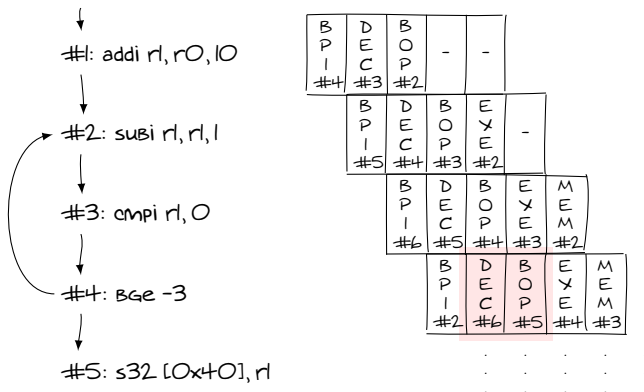 #1: addi r1, r0, 10
#2: subi r1, r1, 1
#3: cmpi r1, 0
#4: BGe -3
#5: s32 [0x40], r1
B D B
P E O - -
I C P
#4 #3 #2
B D B E
P E O X -
I C P E
#5 #4 #3 #2
B D B E M
P E O X E
I C P E M
#6 #5 #4 #3 #2
B D B E M
P E O X E
I C P E M
#2 #6 #5 #4 #3
. . . .
. . . .
. . . .